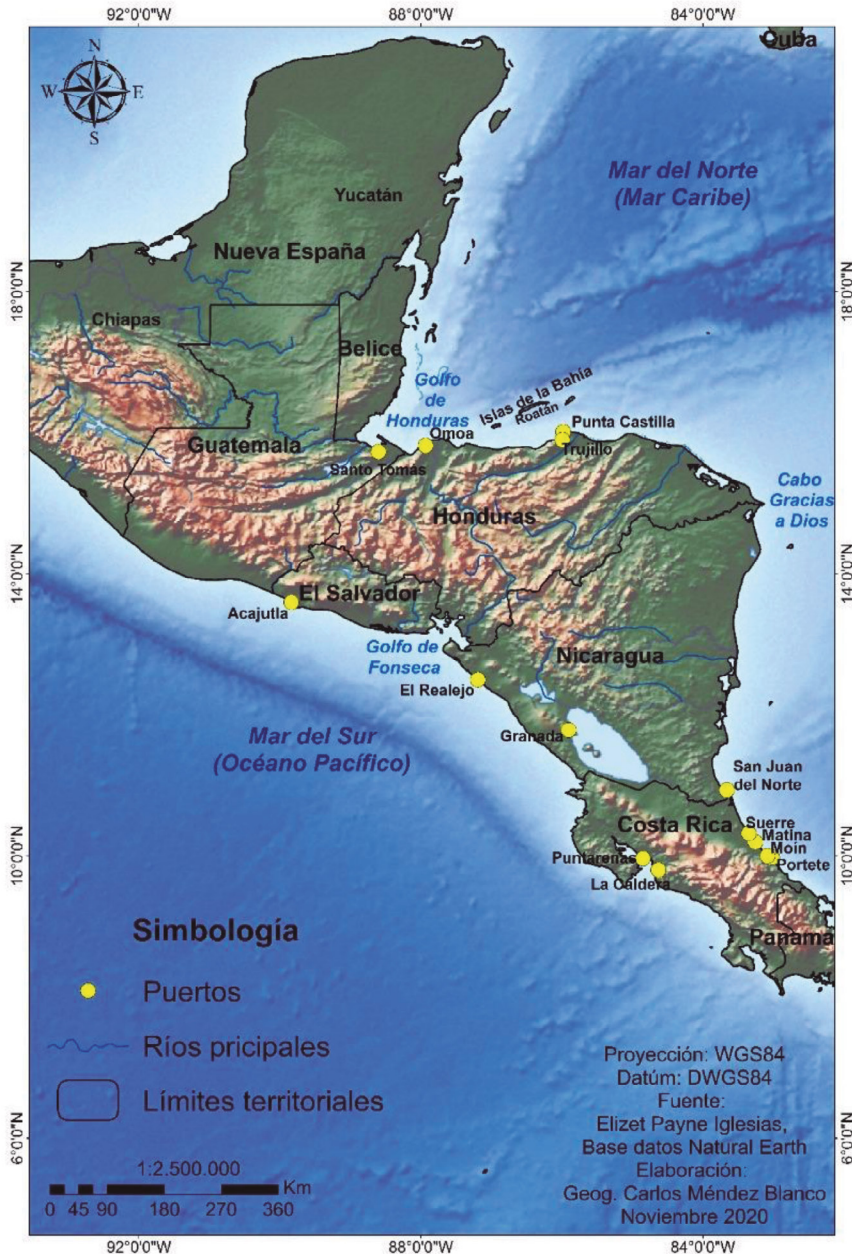 92°0'0"W
88°0'0"W
84°0'0"W
Cuba
N
W
E
S
Mar del Norte
(Mar Caribe)
Yucatán
Nueva España
18°0'0"N
18°0'0"N
Chiapas
Belice
Golfo
de
Honduras
Islas de la Bahía
Roatán
Punta Castilla
Omoa
Trujillo
Guatemala
Santo Tomás
Cabo
Gracias
a Dios
Honduras
14°0'0"N
14°0'0"N
El Salvador
Acajutla
Golfo de
Fonseca
Nicaragua
El Realejo
Mar del Sur
(Océano Pacífico)
Granada
San Juan
del Norte
Costa Rica
Suerre
Matina
Moín
Portete
10°0'0"N
10°0'0"N
Puntarenas
La Caldera
Panamá
Simbología
Puertos
Ríos pricipales
Límites territoriales
1:2.500.000
Km
0 45 90 180 270 360
Proyección: WGS84
Datúm: DWGS84
Fuente:
Elizet Payne Iglesias,
Base datos Natural Earth
Elaboración:
Geog. Carlos Méndez Blanco
Noviembre 2020
6°0'0"N
6°0'0"N
92°0'0"W
88°0'0"W
84°0'0"W